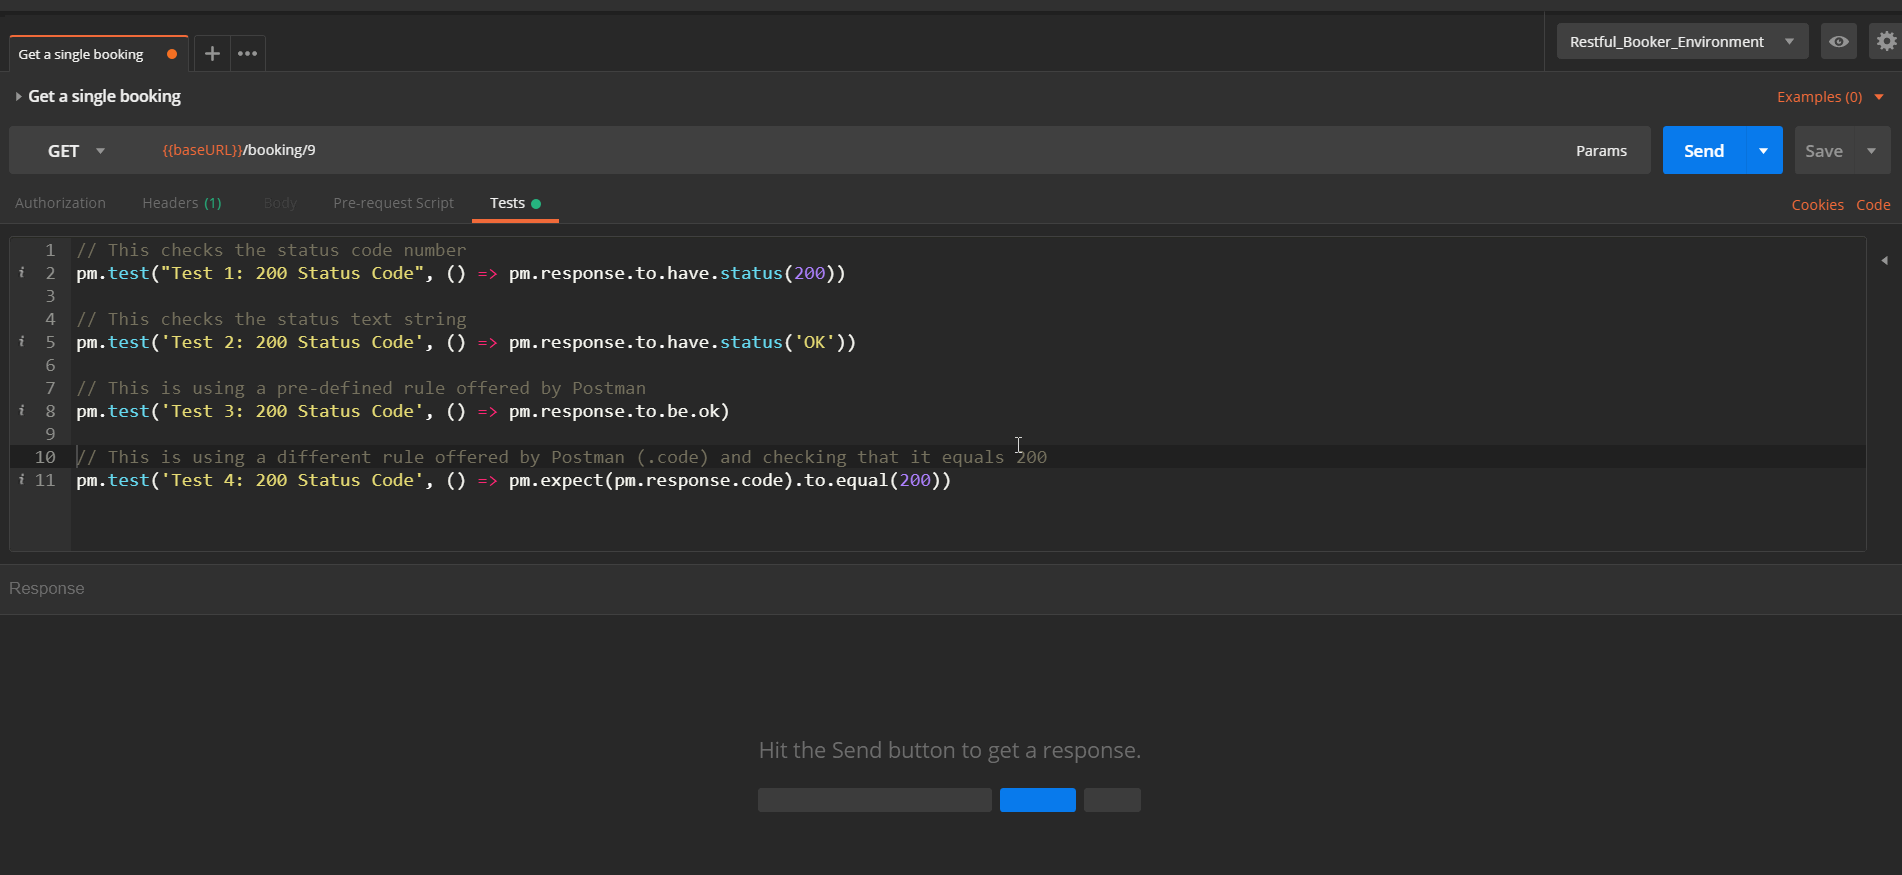 Get a single booking
Restful_Booker_Environment
Get a single booking
Examples (0)
GET {{baseURL}}/booking/9 Params Send Save
Authorization Headers (1) Body Pre-request Script Tests Cookies Code
1 // This checks the status code number
i 2 pm.test("Test 1: 200 Status Code", () => pm.response.to.have.status(200))
3
4 // This checks the status text string
i 5 pm.test('Test 2: 200 Status Code', () => pm.response.to.have.status('OK'))
6
7 // This is using a pre-defined rule offered by Postman
i 8 pm.test('Test 3: 200 Status Code', () => pm.response.to.be.ok)
9
10 // This is using a different rule offered by Postman (.code) and checking that it equals 200
i 11 pm.test('Test 4: 200 Status Code', () => pm.expect(pm.response.code).to.equal(200))
Response
Hit the Send button to get a response.